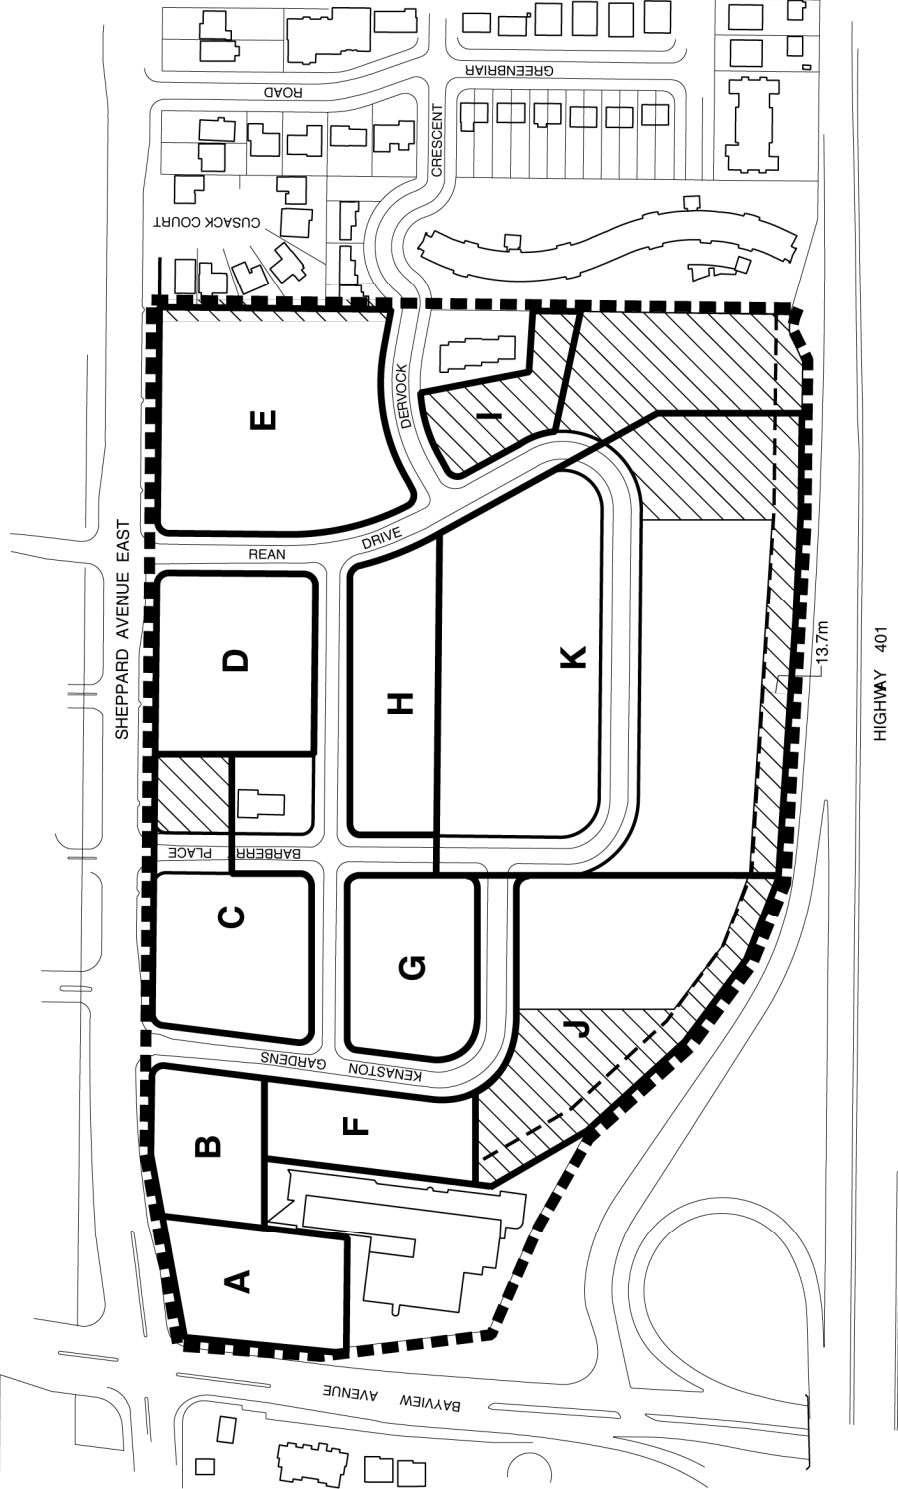 GREENBRIAR
ROAD
CRESCENT
CUSACK COURT
DERVOCK
E
I
SHEPPARD AVENUE EAST
REAN
DRIVE
D
H
K
13.7m
HIGHWAY 401
BARBERRY PLACE
C
G
J
KENASTON GARDENS
B
F
A
BAYVIEW AVENUE